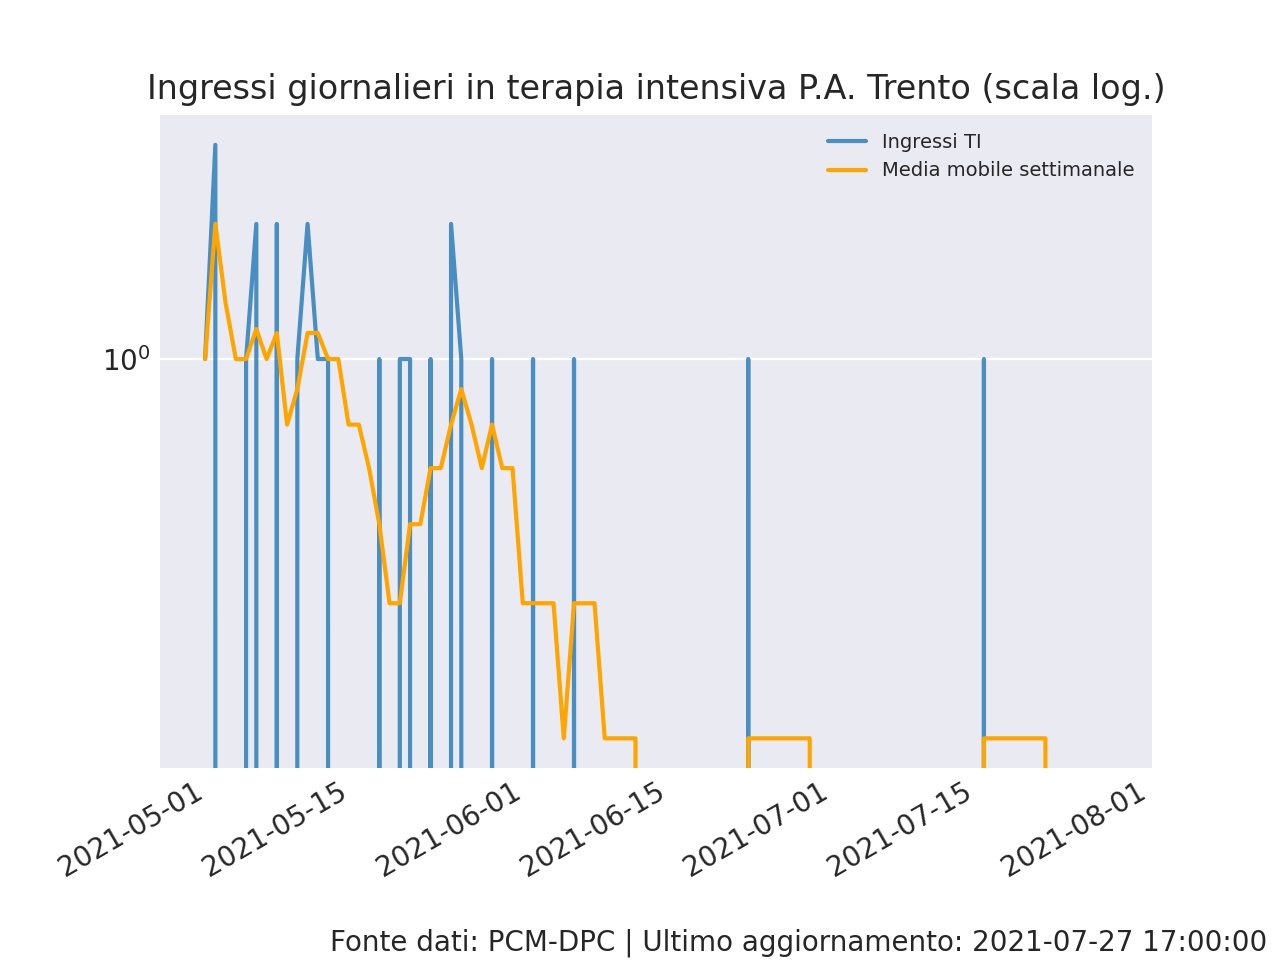 Ingressi giornalieri in terapia intensiva P.A. Trento (scala log.)
Ingressi TI
Media mobile settimanale
10⁰
2021-05-01
2021-05-15
2021-06-01
2021-06-15
2021-07-01
2021-07-15
2021-08-01
Fonte dati: PCM-DPC | Ultimo aggiornamento: 2021-07-27 17:00:00